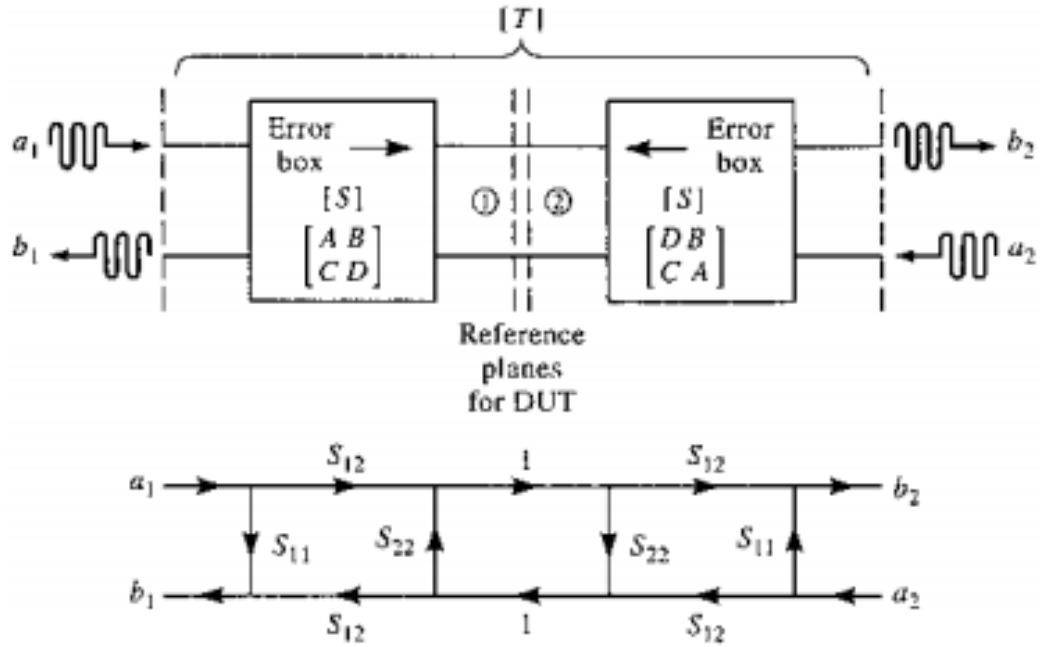 [T]
a1 Error box Error box b2
[S] ① ② [S]
b1 [A B C D] [D B C A] a2
Reference
planes
for DUT
S12 1 S12
a1 b2
S11 S22 S22 S11
b1 a2
S12 1 S12